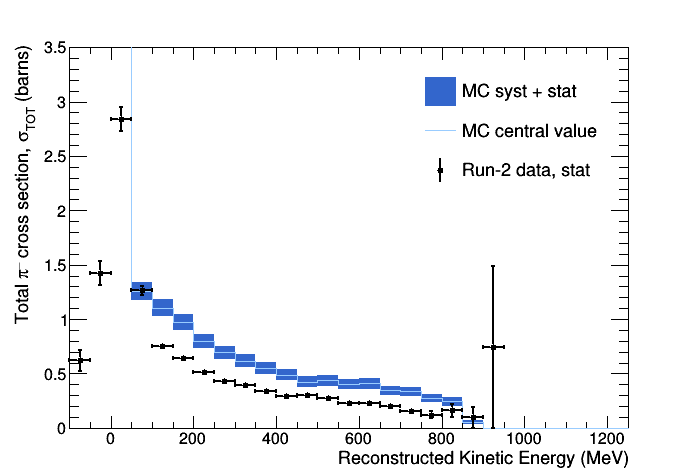 Total π⁻ cross section, σTOT (barns)
3.5
3
2.5
2
1.5
1
0.5
0
MC syst + stat
MC central value
Run-2 data, stat
0 200 400 600 800 1000 1200
Reconstructed Kinetic Energy (MeV)